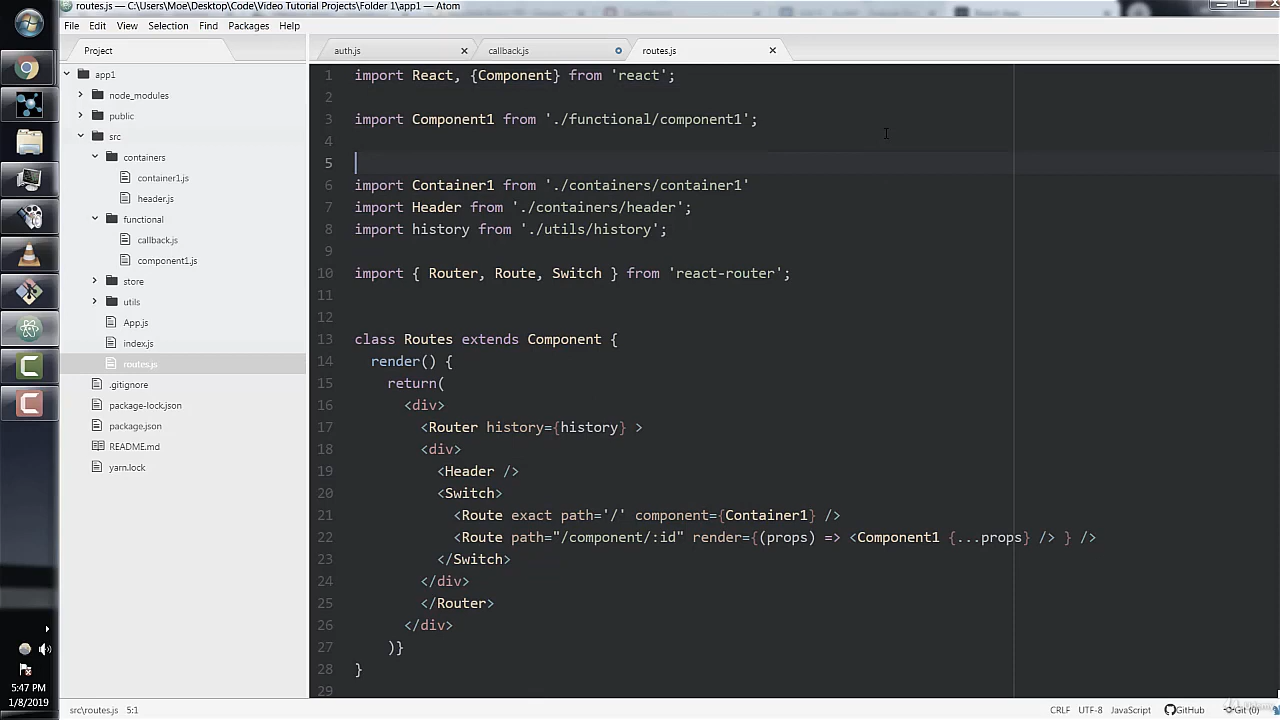 routes.js — C:\Users\Moe\Desktop\Code\Video Tutorial Projects\Folder 1\app1 — Atom
File Edit View Selection Find Packages Help
Project
auth.js
callback.js
routes.js
app1
node_modules
public
src
containers
container1.js
header.js
functional
callback.js
component1.js
store
utils
App.js
index.js
routes.js
.gitignore
package-lock.json
package.json
README.md
yarn.lock
1 import React, {Component} from 'react';
2
3 import Component1 from './functional/component1';
4
5
6 import Container1 from './containers/container1'
7 import Header from './containers/header';
8 import history from './utils/history';
9
10 import { Router, Route, Switch } from 'react-router';
11
12
13 class Routes extends Component {
14 render() {
15 return(
16 <div>
17 <Router history={history} >
18 <div>
19 <Header />
20 <Switch>
21 <Route exact path='/' component={Container1} />
22 <Route path="/component/:id" render={(props) => <Component1 {...props} /> } />
23 </Switch>
24 </div>
25 </Router>
26 </div>
27 )}
28 }
29
5:47 PM
1/8/2019
src\routes.js 5:1
CRLF UTF-8 JavaScript GitHub Git (0)